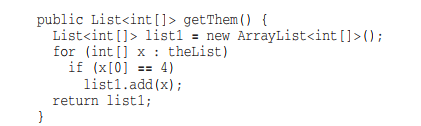 public List<int[]> getThem() {
  List<int[]> list1 = new ArrayList<int[]>();
  for (int[] x : theList)
    if (x[0] == 4)
      list1.add(x);
  return list1;
}